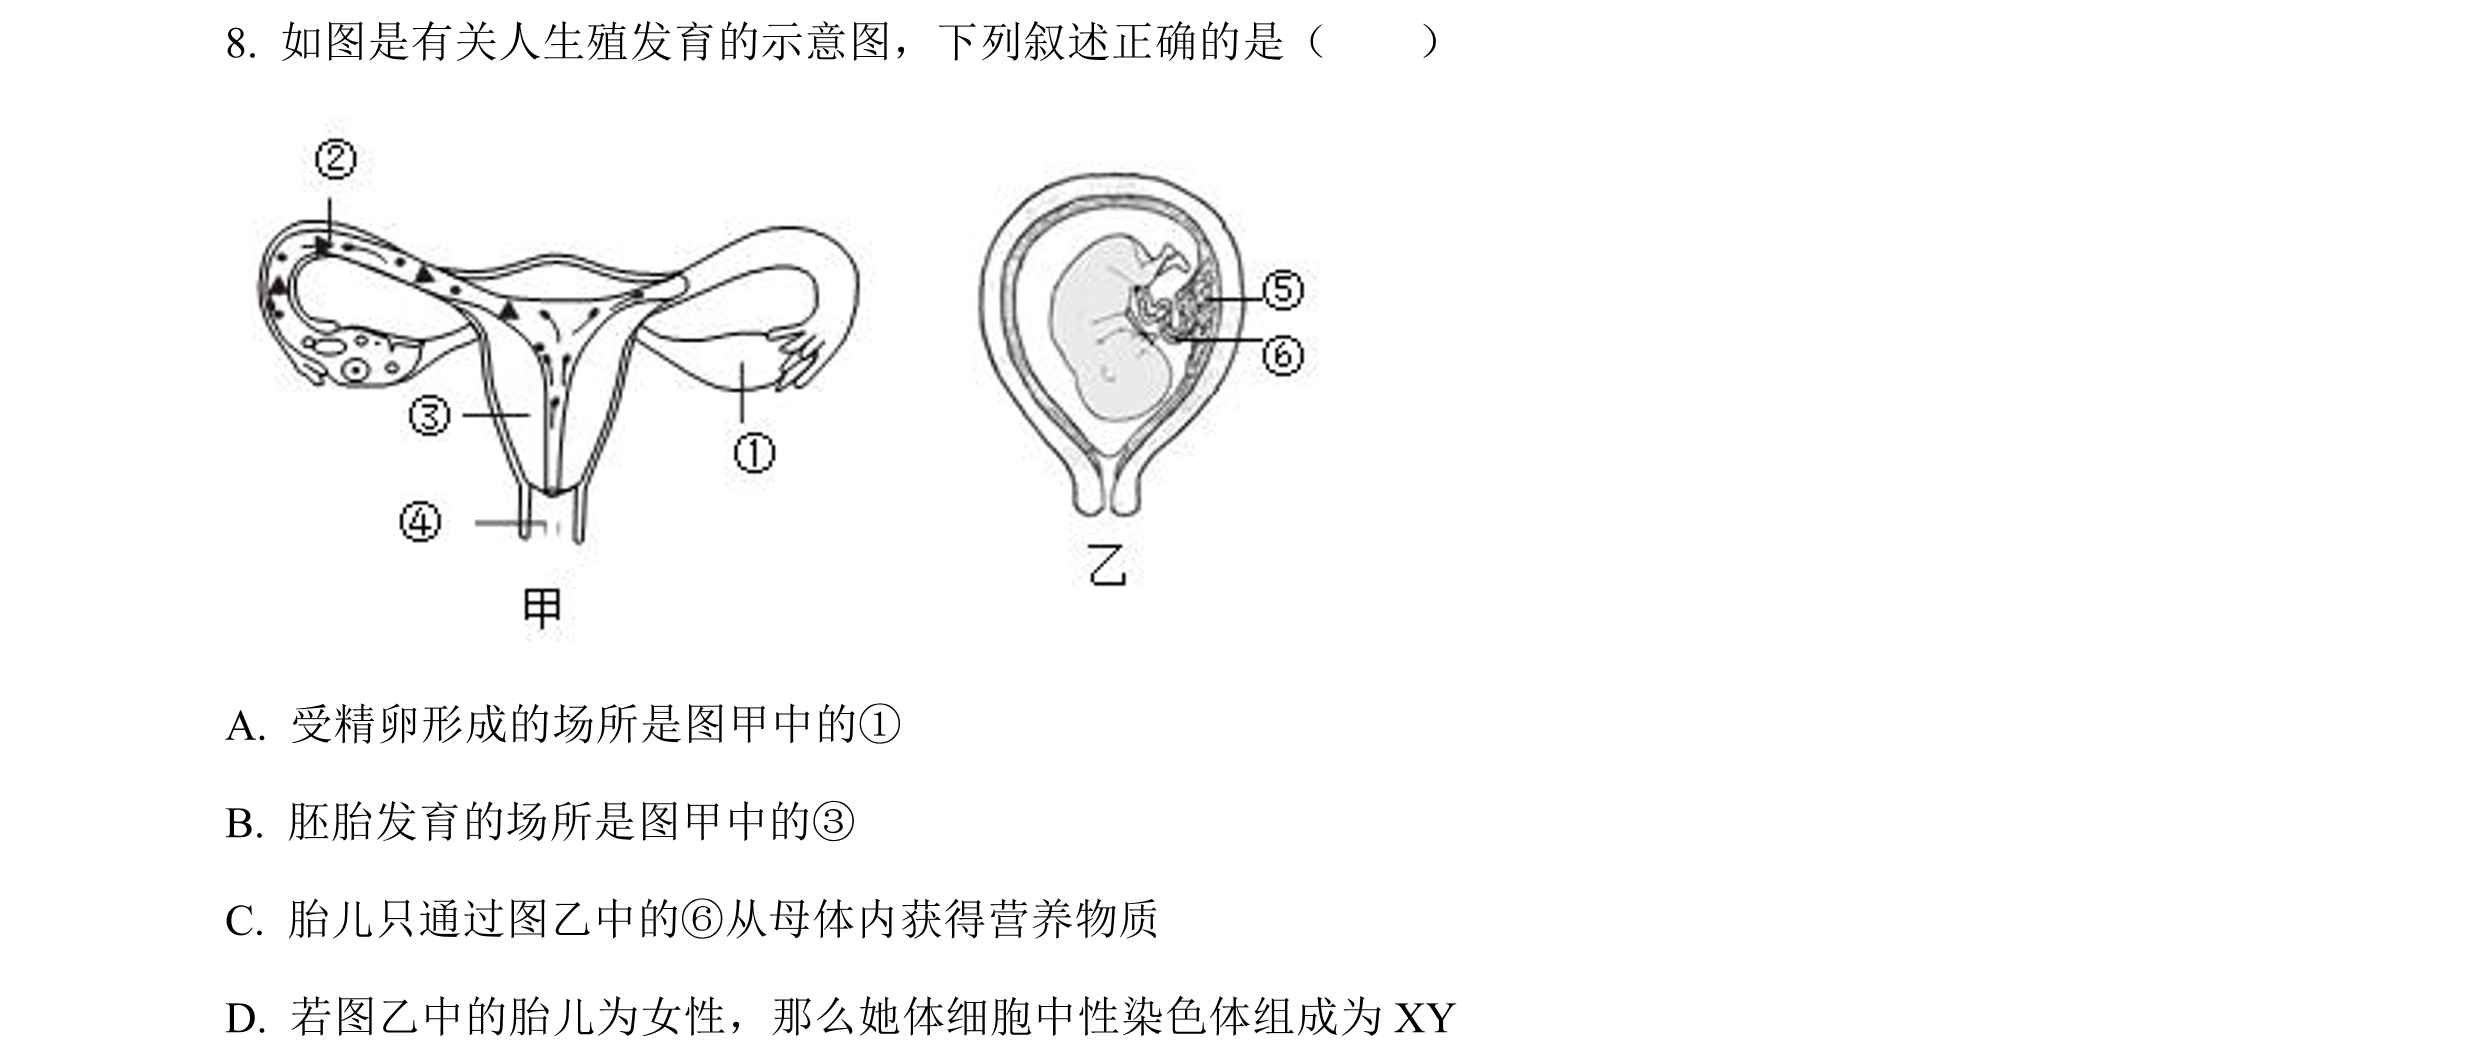 8. 如图是有关人生殖发育的示意图，下列叙述正确的是（　　）
②
⑤
⑥
③
①
④
乙
甲
A. 受精卵形成的场所是图甲中的①
B. 胚胎发育的场所是图甲中的③
C. 胎儿只通过图乙中的⑥从母体内获得营养物质
D. 若图乙中的胎儿为女性，那么她体细胞中性染色体组成为 XY